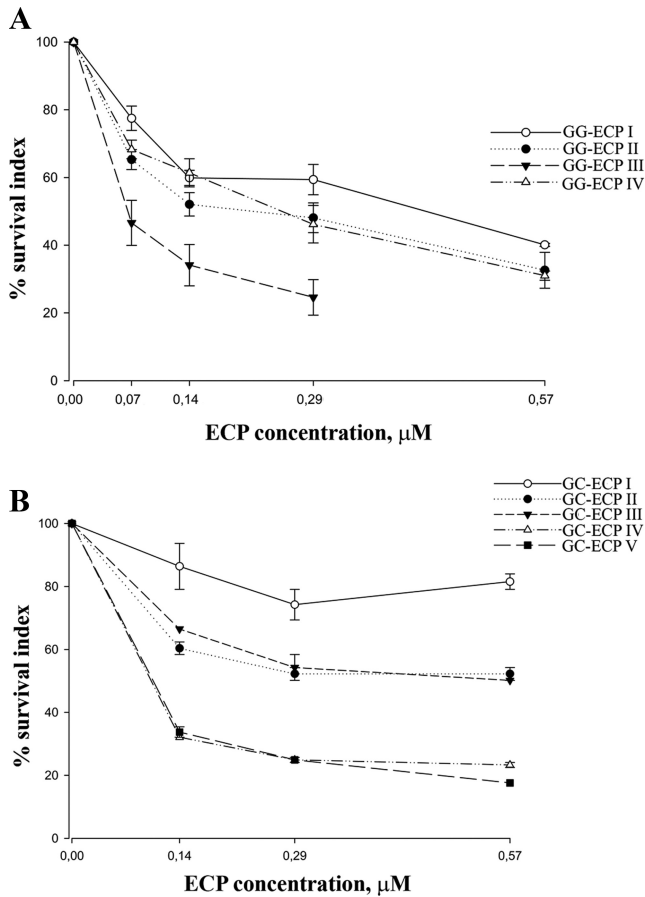 A
100
80
60
40
20
0
% survival index
GG-ECP I
GG-ECP II
GG-ECP III
GG-ECP IV
0,00 0,07 0,14 0,29 0,57
ECP concentration, μM
B
100
80
60
40
20
0
% survival index
GC-ECP I
GC-ECP II
GC-ECP III
GC-ECP IV
GC-ECP V
0,00 0,14 0,29 0,57
ECP concentration, μM